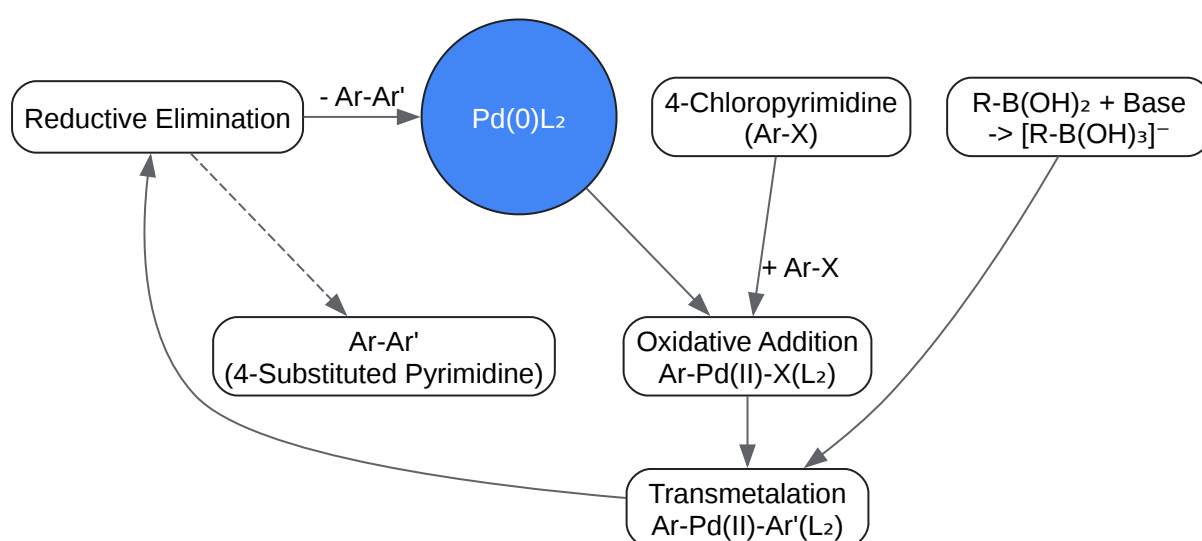 Reductive Elimination
- Ar-Ar'
Pd(0)L₂
4-Chloropyrimidine
(Ar-X)
R-B(OH)₂ + Base
-> [R-B(OH)₃]⁻
+ Ar-X
Ar-Ar'
(4-Substituted Pyrimidine)
Oxidative Addition
Ar-Pd(II)-X(L₂)
Transmetalation
Ar-Pd(II)-Ar'(L₂)